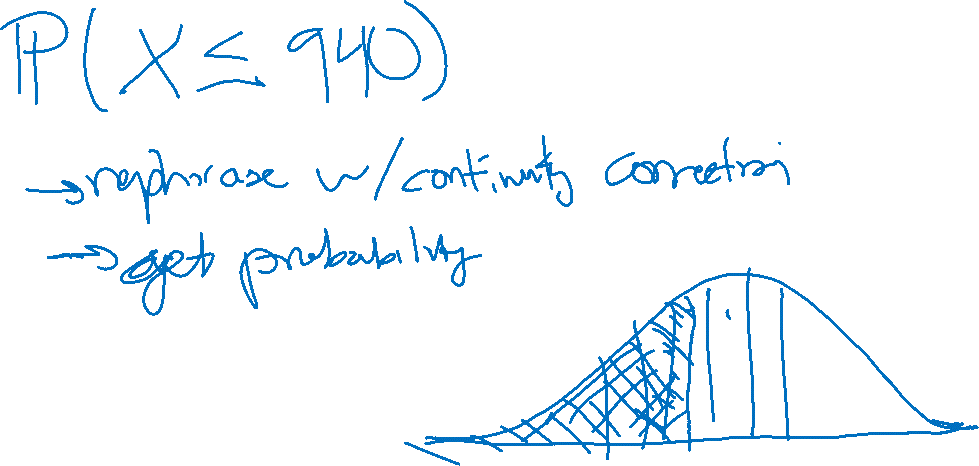 ℙ(X ≤ 940)
→ rephrase w/continuity correction
→ get probability